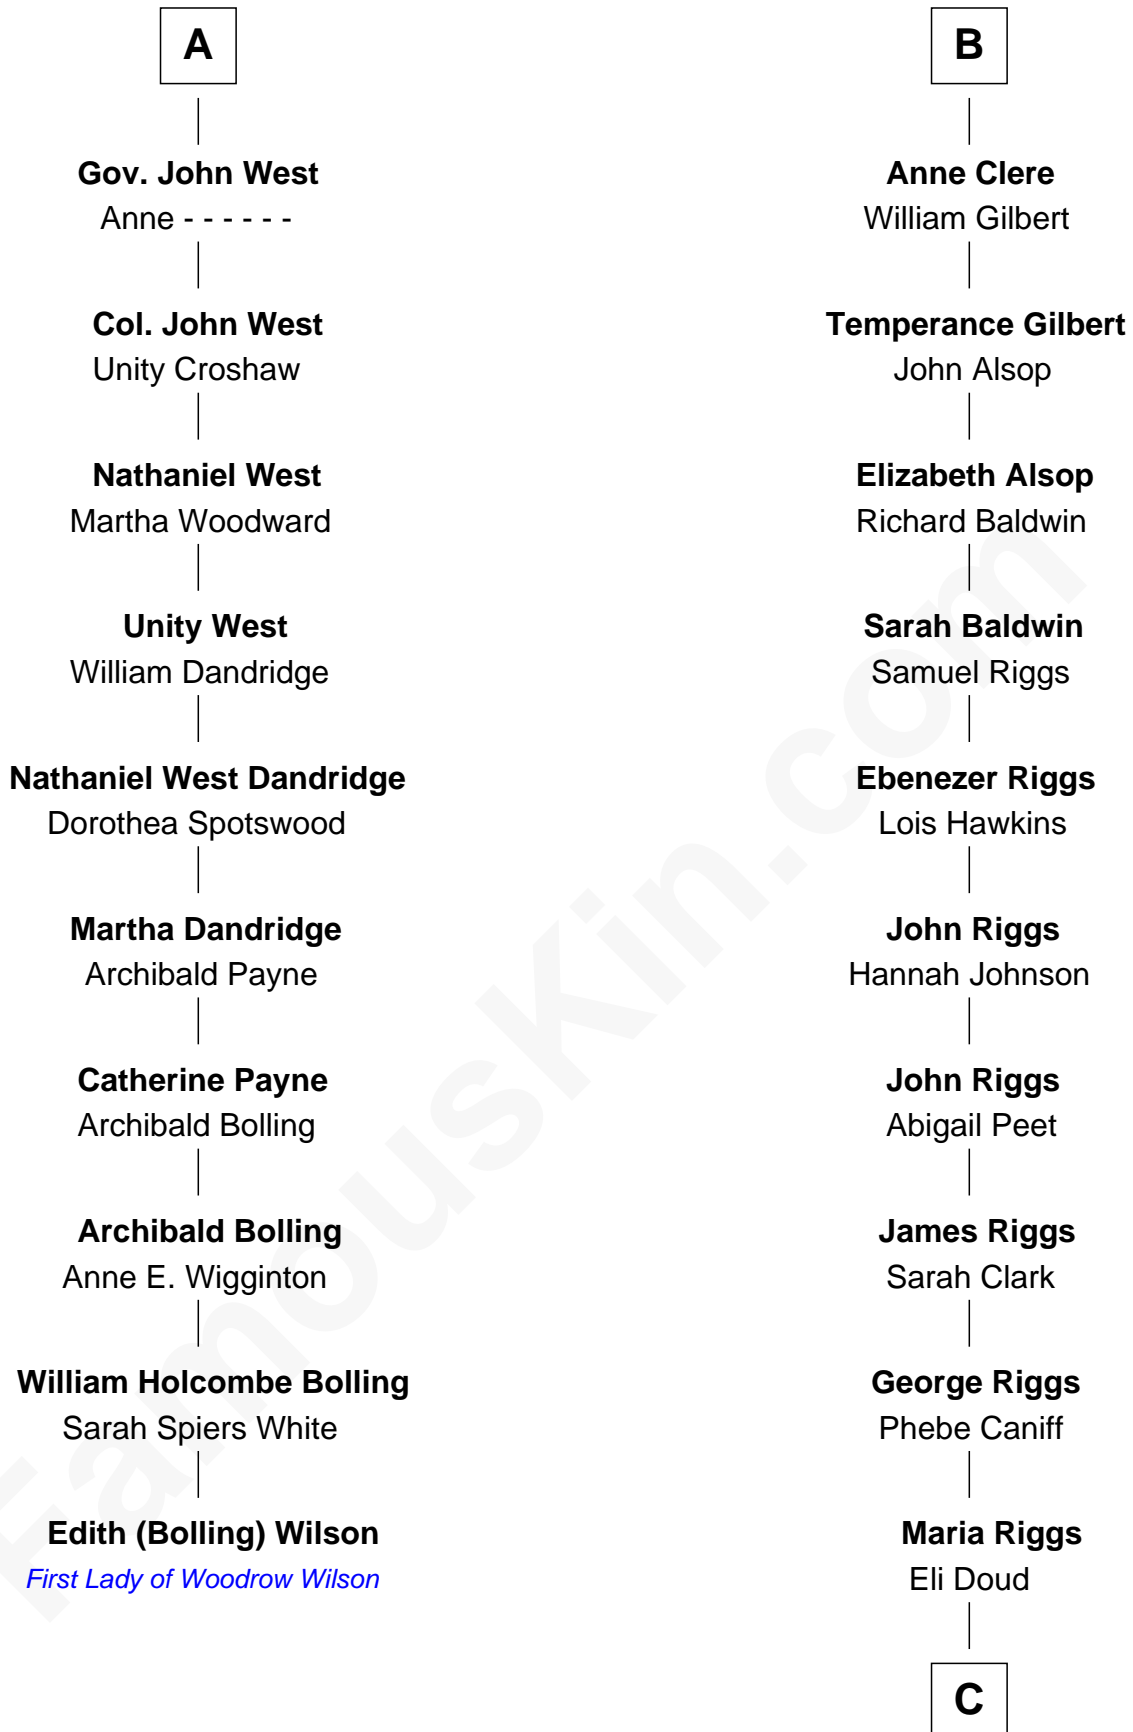 A
Gov. John West
Anne - - - - - -
Col. John West
Unity Croshaw
Nathaniel West
Martha Woodward
Unity West
William Dandridge
Nathaniel West Dandridge
Dorothea Spotswood
Martha Dandridge
Archibald Payne
Catherine Payne
Archibald Bolling
Archibald Bolling
Anne E. Wigginton
William Holcombe Bolling
Sarah Spiers White
Edith (Bolling) Wilson
First Lady of Woodrow Wilson
B
Anne Clere
William Gilbert
Temperance Gilbert
John Alsop
Elizabeth Alsop
Richard Baldwin
Sarah Baldwin
Samuel Riggs
Ebenezer Riggs
Lois Hawkins
John Riggs
Hannah Johnson
John Riggs
Abigail Peet
James Riggs
Sarah Clark
George Riggs
Phebe Caniff
Maria Riggs
Eli Doud
C
FamousKin.com